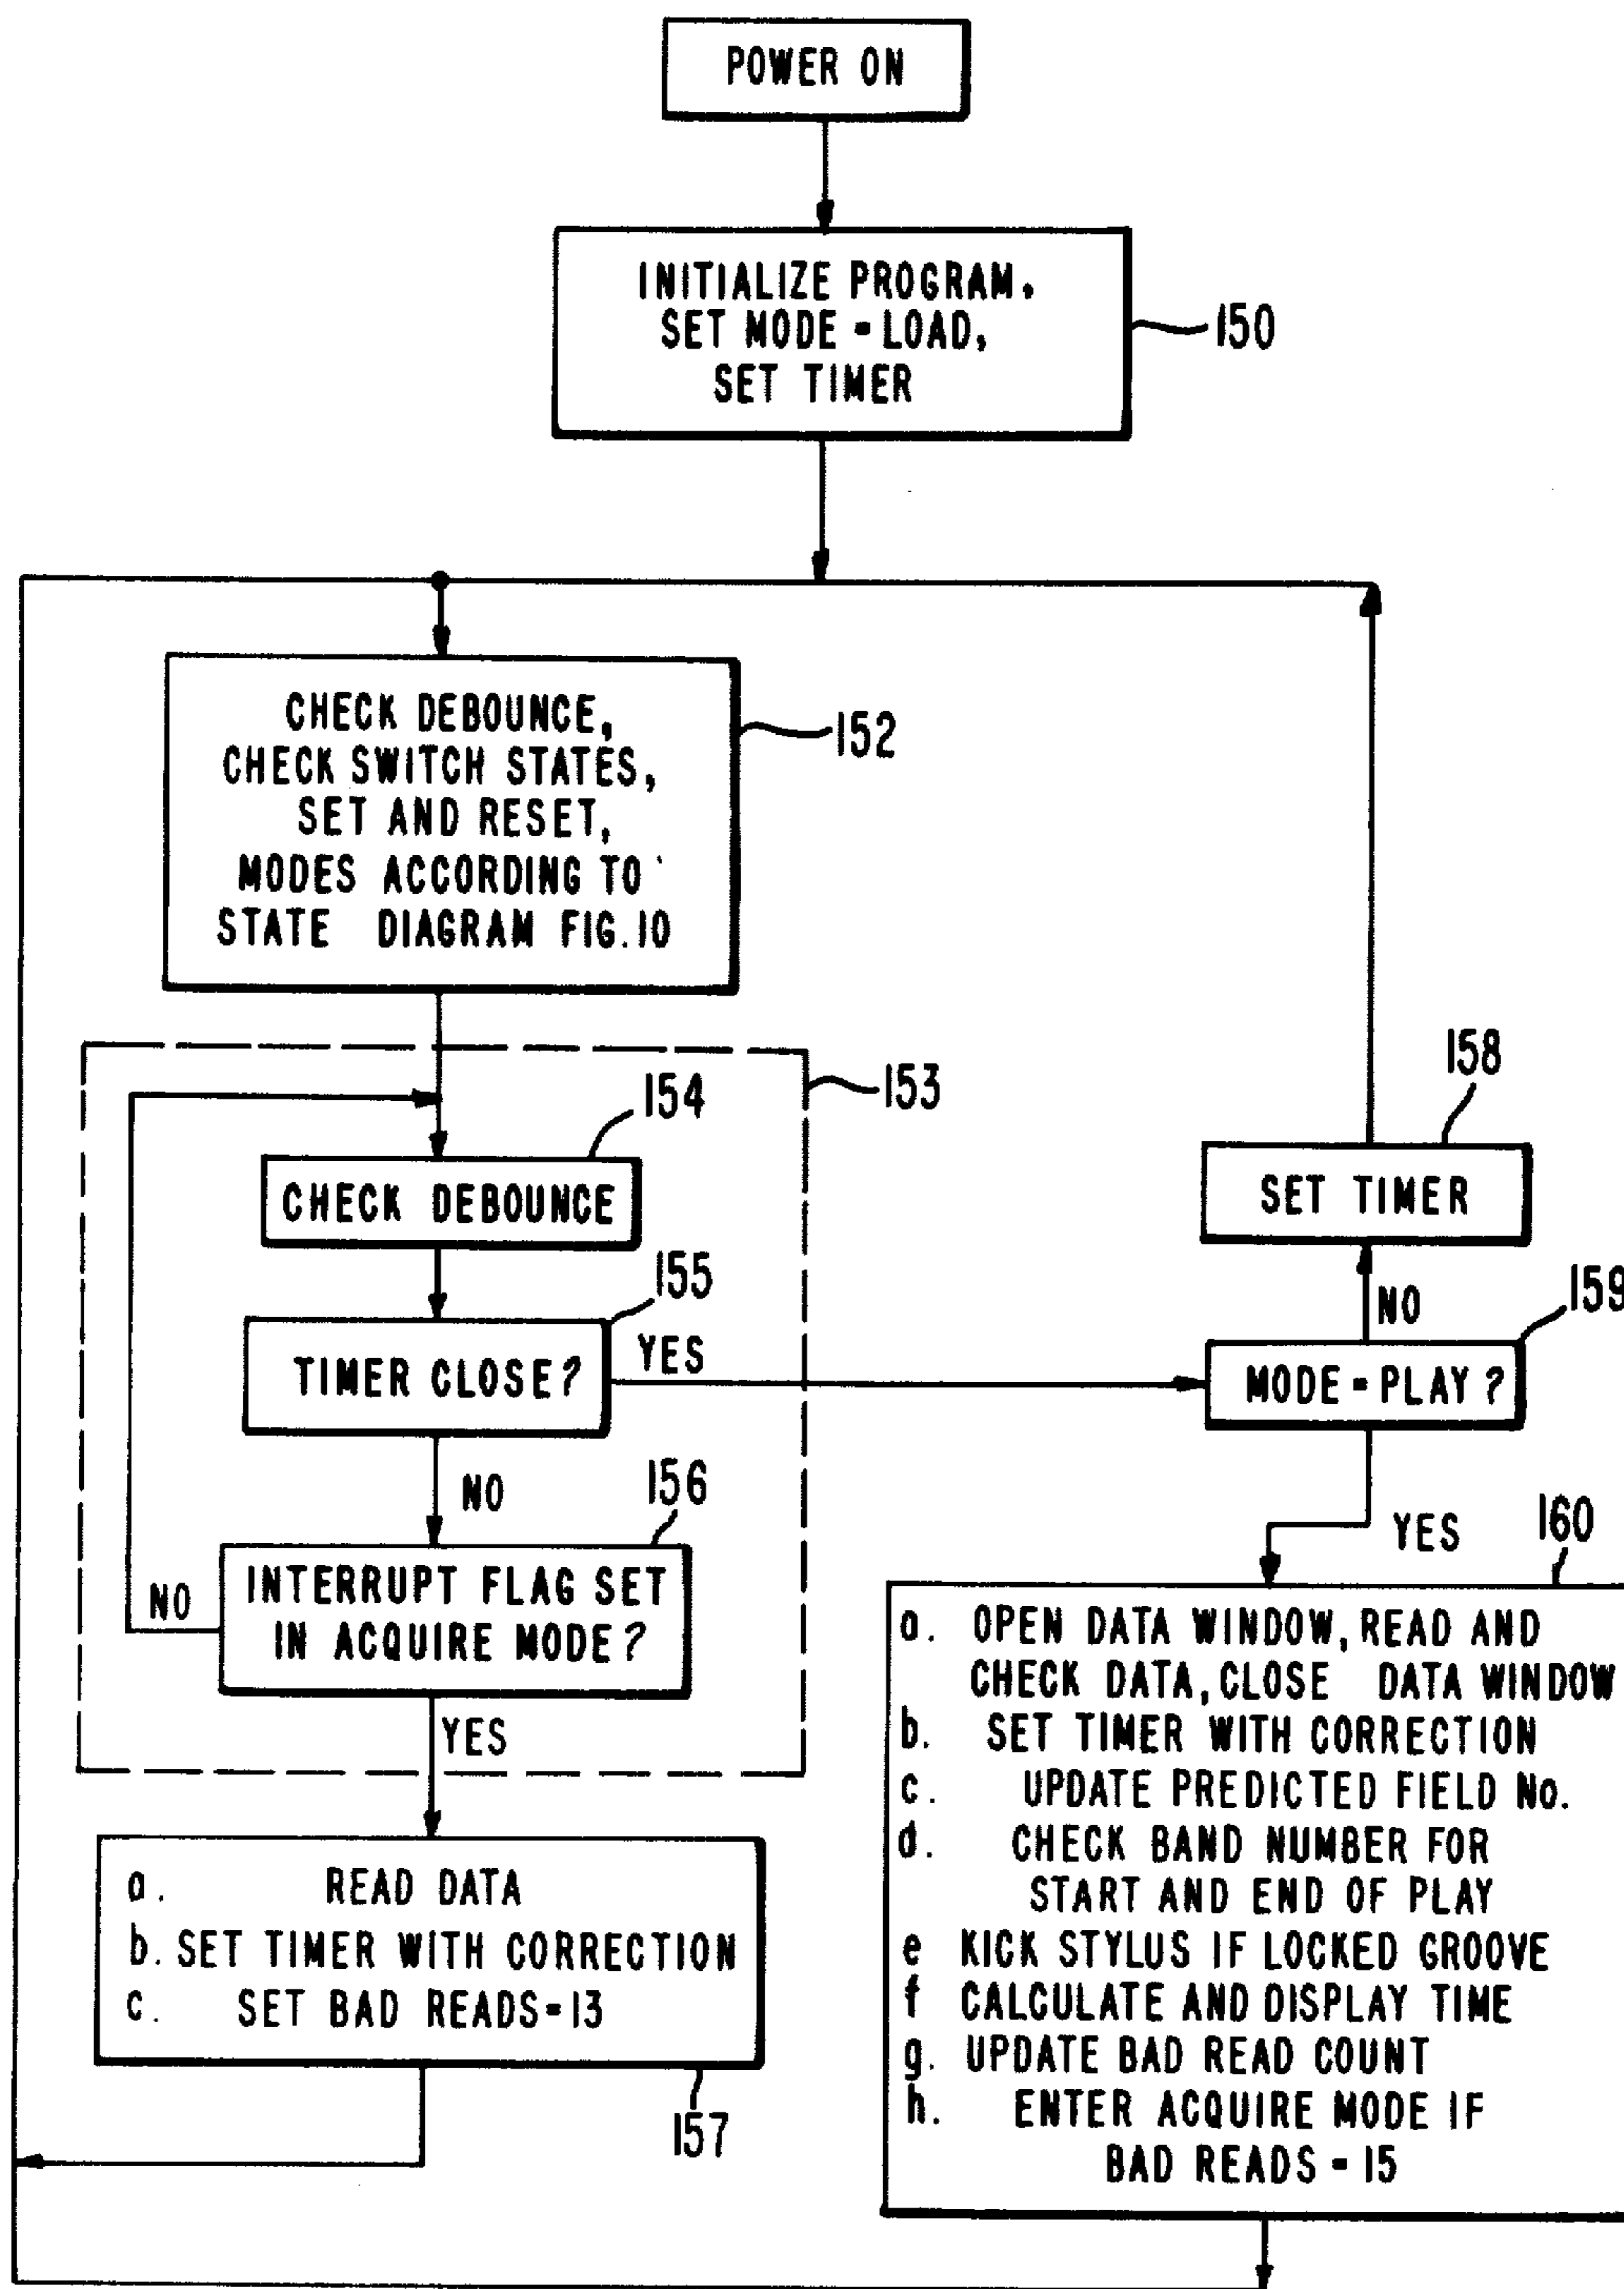 POWER ON
INITIALIZE PROGRAM,
SET MODE = LOAD,
SET TIMER
150
CHECK DEBOUNCE,
CHECK SWITCH STATES,
SET AND RESET,
MODES ACCORDING TO
STATE DIAGRAM FIG.10
152
153
154
CHECK DEBOUNCE
155
TIMER CLOSE?
YES
NO
156
INTERRUPT FLAG SET
IN ACQUIRE MODE?
NO
YES
a. READ DATA
b. SET TIMER WITH CORRECTION
c. SET BAD READS=13
157
158
SET TIMER
NO
159
MODE = PLAY?
YES
160
a. OPEN DATA WINDOW, READ AND
CHECK DATA, CLOSE DATA WINDOW
b. SET TIMER WITH CORRECTION
c. UPDATE PREDICTED FIELD No.
d. CHECK BAND NUMBER FOR
START AND END OF PLAY
e KICK STYLUS IF LOCKED GROOVE
f CALCULATE AND DISPLAY TIME
g. UPDATE BAD READ COUNT
h. ENTER ACQUIRE MODE IF
BAD READS = 15